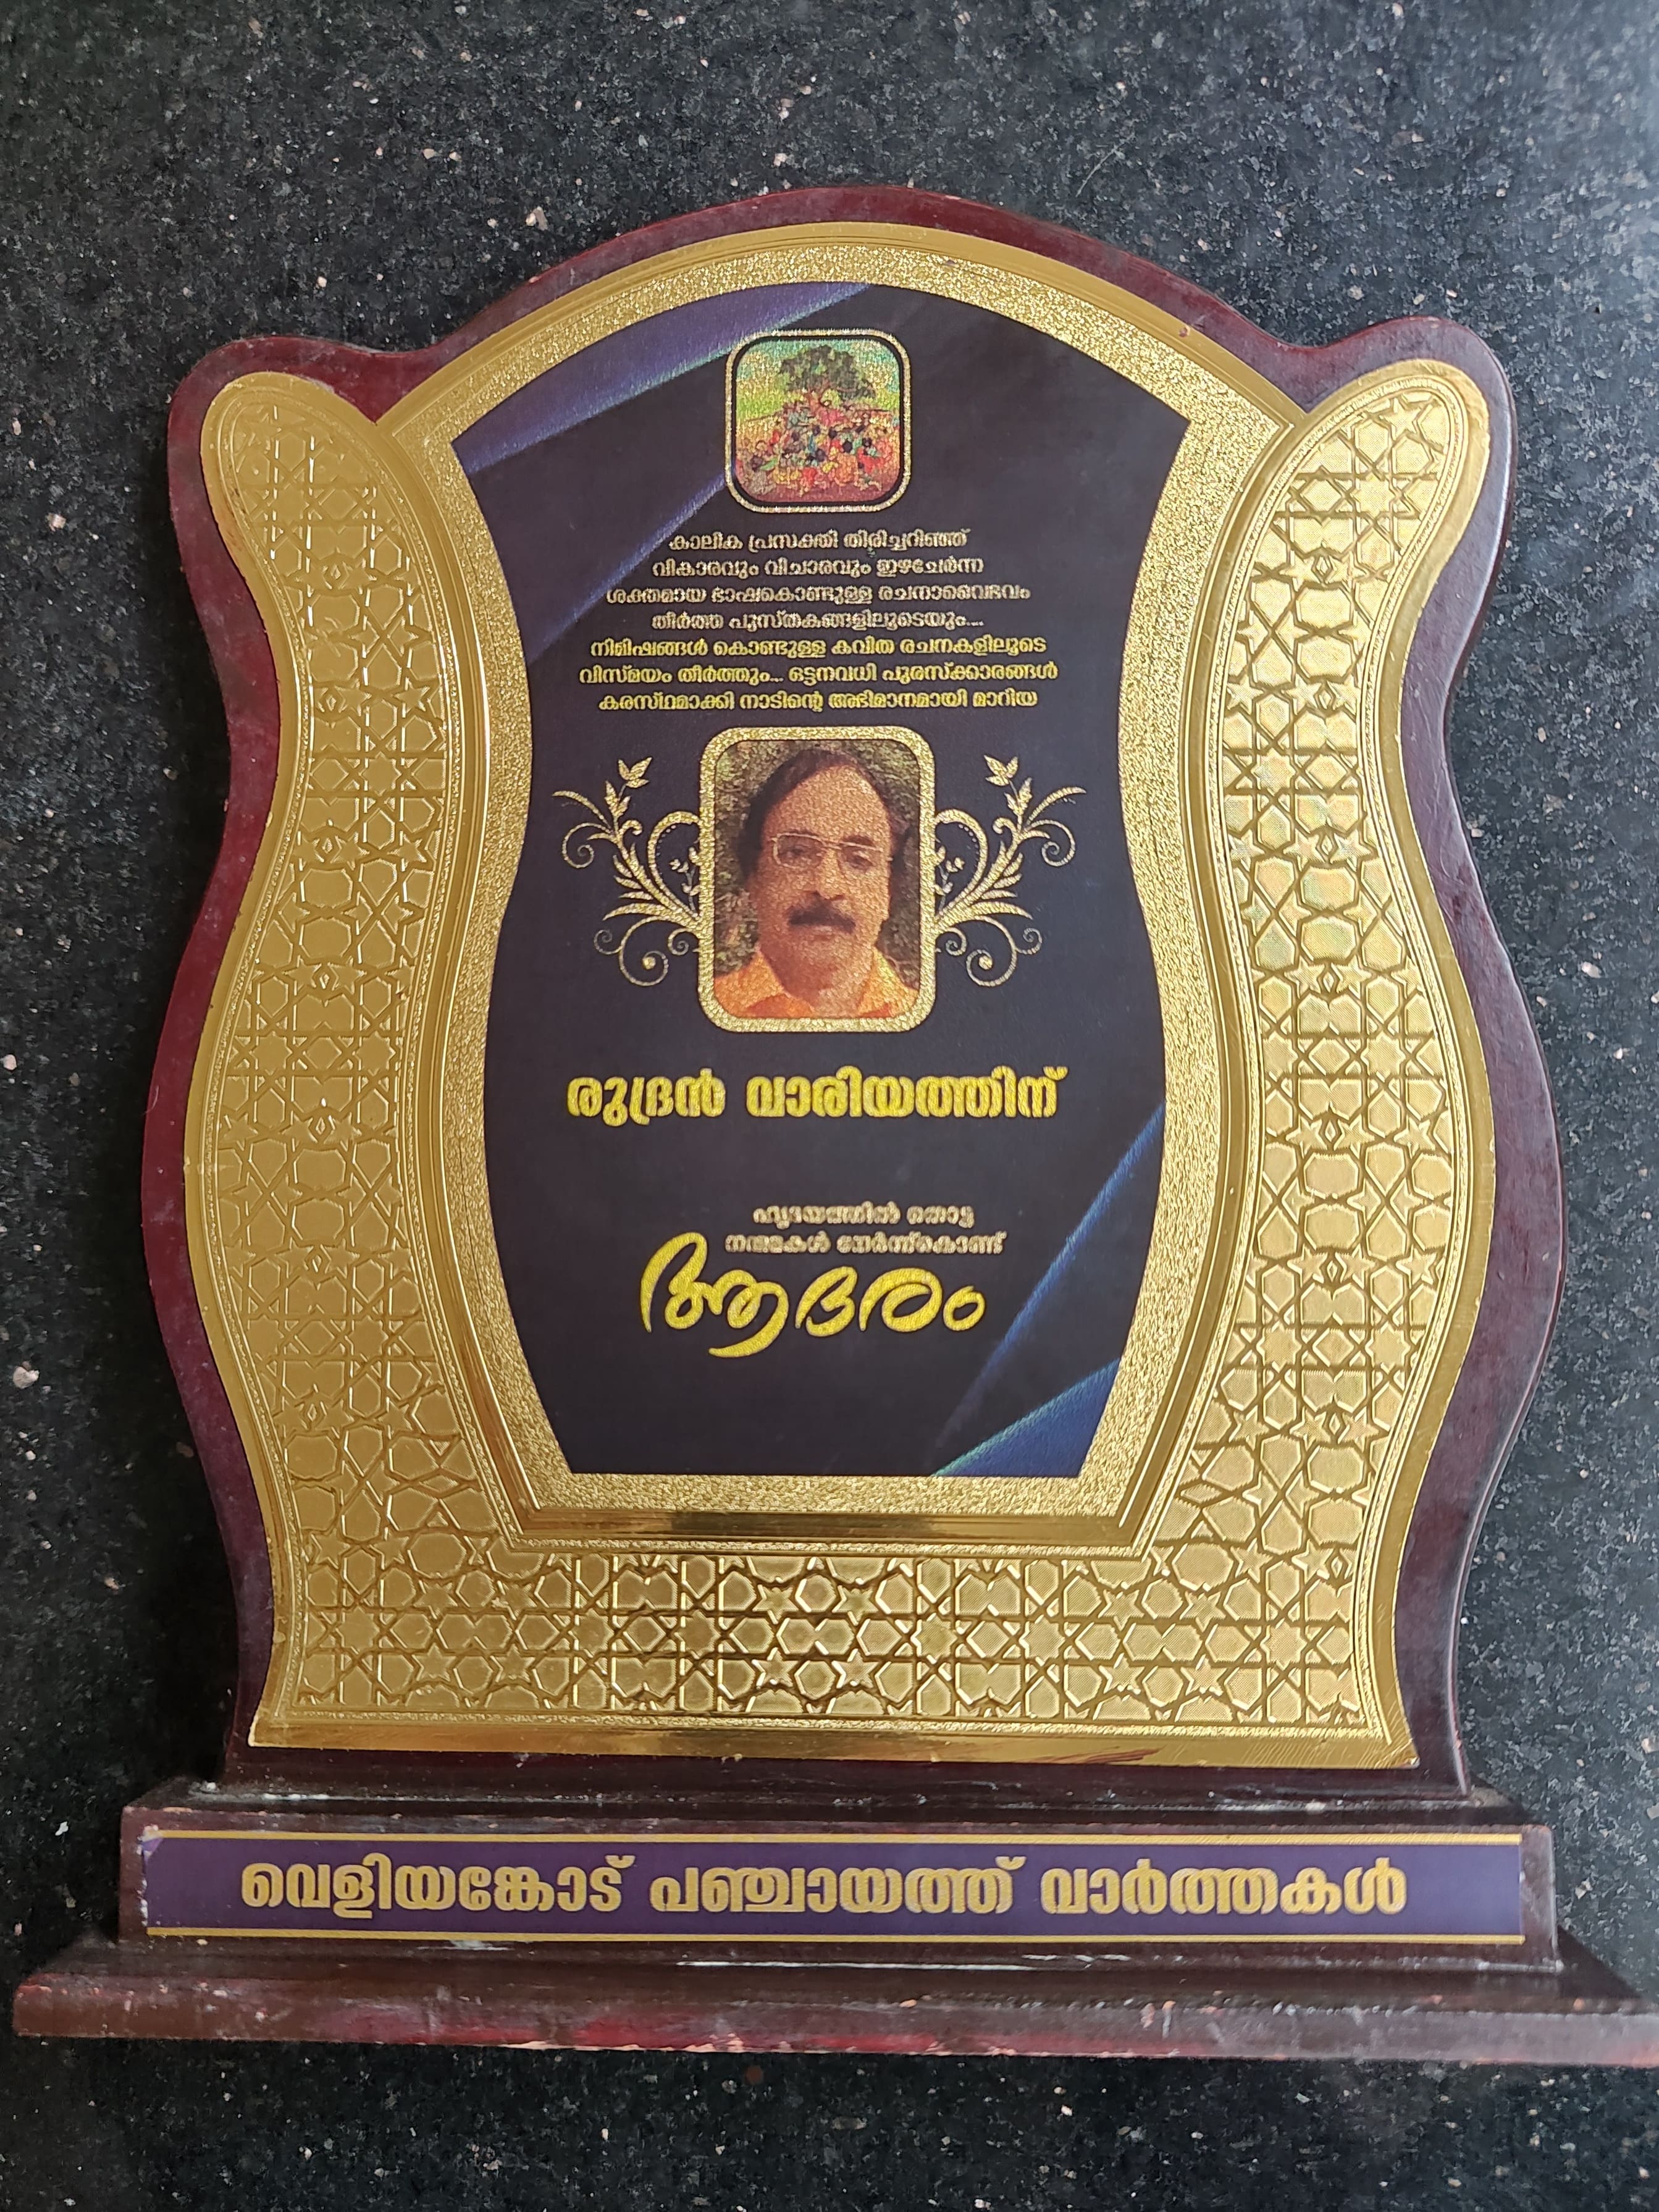 കാലിക പ്രസക്തി തിരിച്ചറിഞ്ഞ്
വികാരവും വിചാരവും ഇഴചേർന്ന
ശക്തമായ ഭാഷകൊണ്ടുള്ള രചനാവൈഭവം
തീർത്ത പുസ്തകങ്ങളിലൂടെയും....
നിമിഷങ്ങൾ കൊണ്ടുള്ള കവിത രചനകളിലൂടെ
വിസ്മയം തീർത്തും... ഒട്ടനവധി പുരസ്ക്കാരങ്ങൾ
കരസ്ഥമാക്കി നാടിന്റെ അഭിമാനമായി മാറിയ
രുദ്രൻ വാരിയത്തിന്
ഹൃദയത്തിൽ തൊട്ട
നന്മകൾ നേർന്ന്കൊണ്ട്
ആദരം
വെളിയങ്കോട് പഞ്ചായത്ത് വാർത്തകൾ